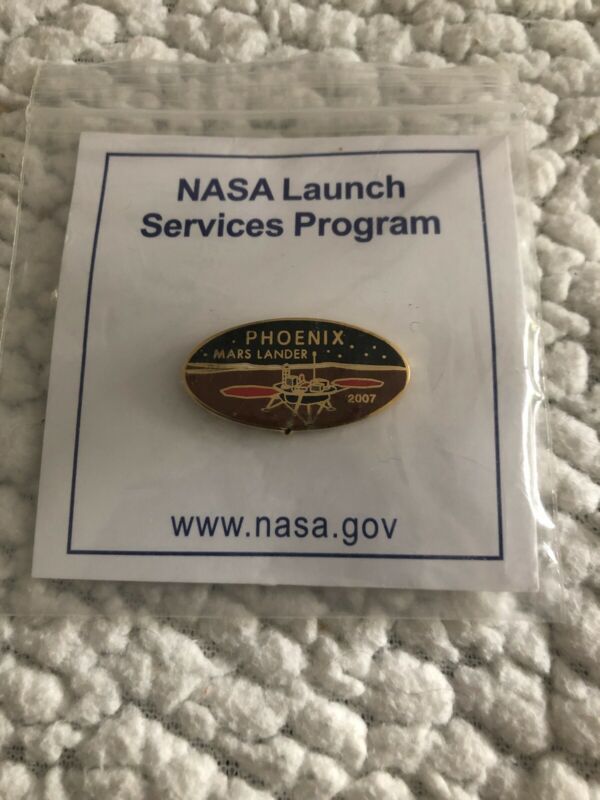 NASA Launch
Services Program
PHOENIX
MARS LANDER
2007
www.nasa.gov